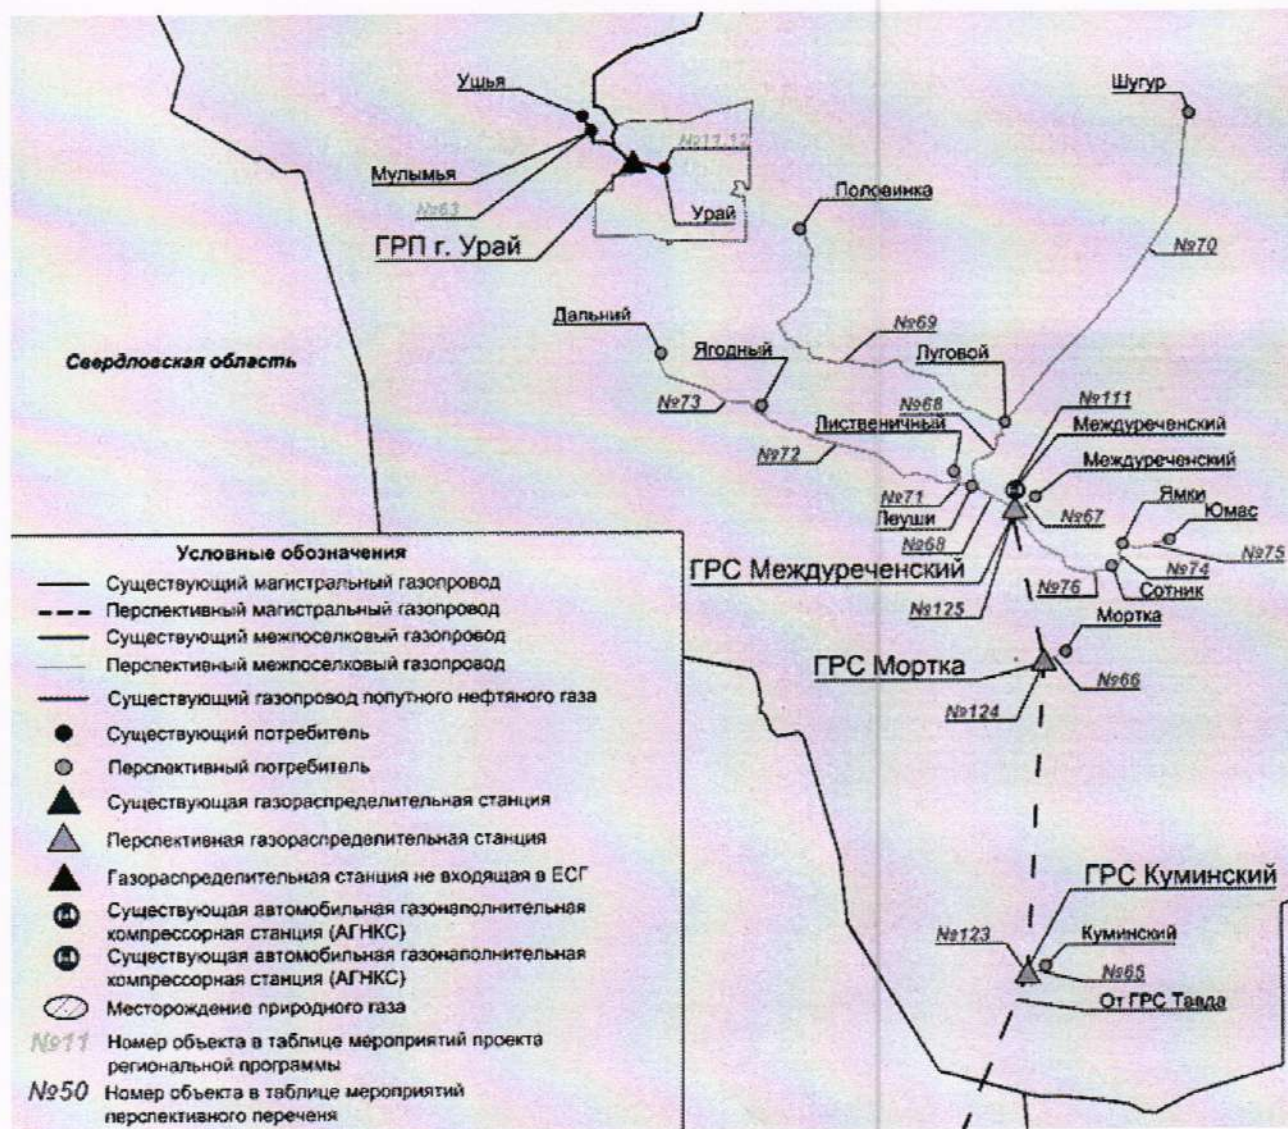 Ушья
Шугур
№11,12
Мулымья
№63
Урай
ГРП г. Урай
Половинка
№70
Дальний
№69
Ягодный
Луговой
Свердловская область
№73
№68
№111
Лиственичный
Междуреченский
№72
Междуреченский
№71
Ямки
Леуши
№67
Юмас
№68
№75
ГРС Междуреченский
№74
№76
Сотник
№125
Мортка
ГРС Мортка
№66
№124
ГРС Куминский
№123
Куминский
№65
От ГРС Тавда
Условные обозначения
Существующий магистральный газопровод
Перспективный магистральный газопровод
Существующий межпоселковый газопровод
Перспективный межпоселковый газопровод
Существующий газопровод попутного нефтяного газа
Существующий потребитель
Перспективный потребитель
Существующая газораспределительная станция
Перспективная газораспределительная станция
Газораспределительная станция не входящая в ЕСГ
Существующая автомобильная газонаполнительная
компрессорная станция (АГНКС)
Существующая автомобильная газонаполнительная
компрессорная станция (АГНКС)
Месторождение природного газа
№11 Номер объекта в таблице мероприятий проекта
региональной программы
№50 Номер объекта в таблице мероприятий
перспективного перечня